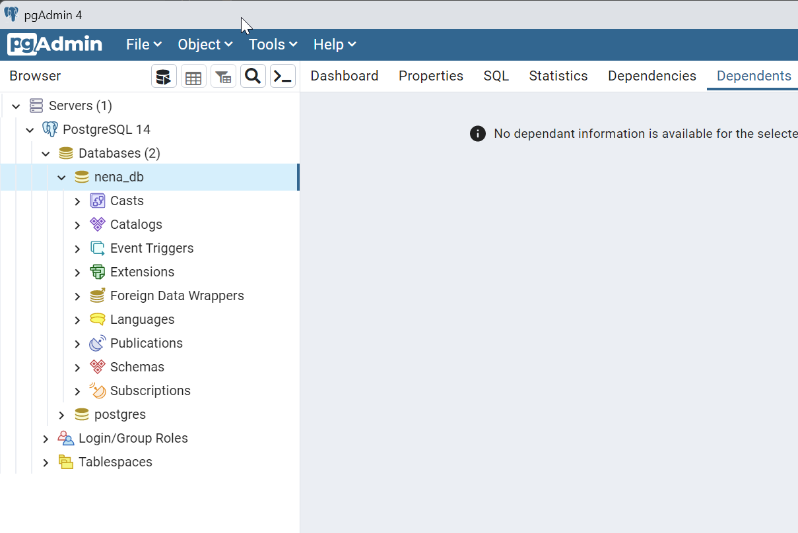 pgAdmin 4
pgAdmin File Object Tools Help
Browser Dashboard Properties SQL Statistics Dependencies Dependents
Servers (1)
PostgreSQL 14
No dependant information is available for the selecte
Databases (2)
nena_db
Casts
Catalogs
Event Triggers
Extensions
Foreign Data Wrappers
Languages
Publications
Schemas
Subscriptions
postgres
Login/Group Roles
Tablespaces